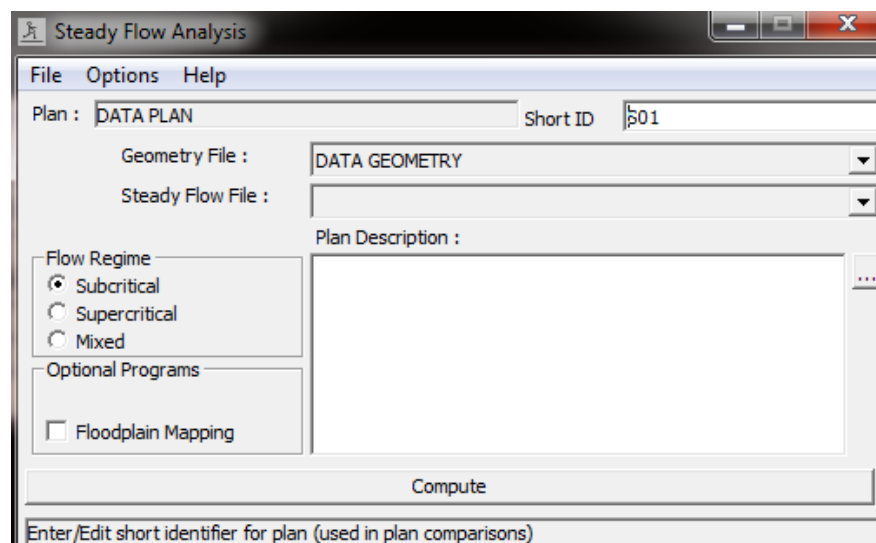 Steady Flow Analysis
File Options Help
Plan : DATA PLAN Short ID S01
Geometry File : DATA GEOMETRY
Steady Flow File :
Plan Description :
Flow Regime
Subcritical
Supercritical
Mixed
Optional Programs
Floodplain Mapping
...
Compute
Enter/Edit short identifier for plan (used in plan comparisons)